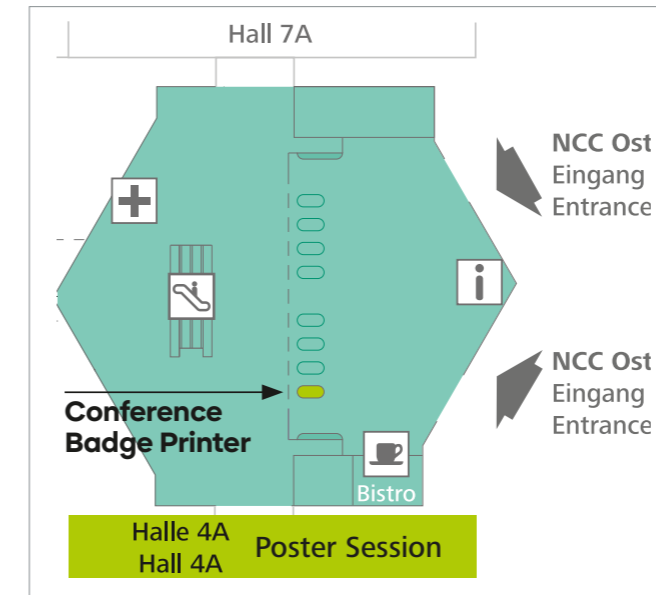 Hall 7A
NCC Ost
Eingang
Entrance
NCC Ost
Eingang
Entrance
Conference
Badge Printer
Bistro
Halle 4A
Hall 4A
Poster Session